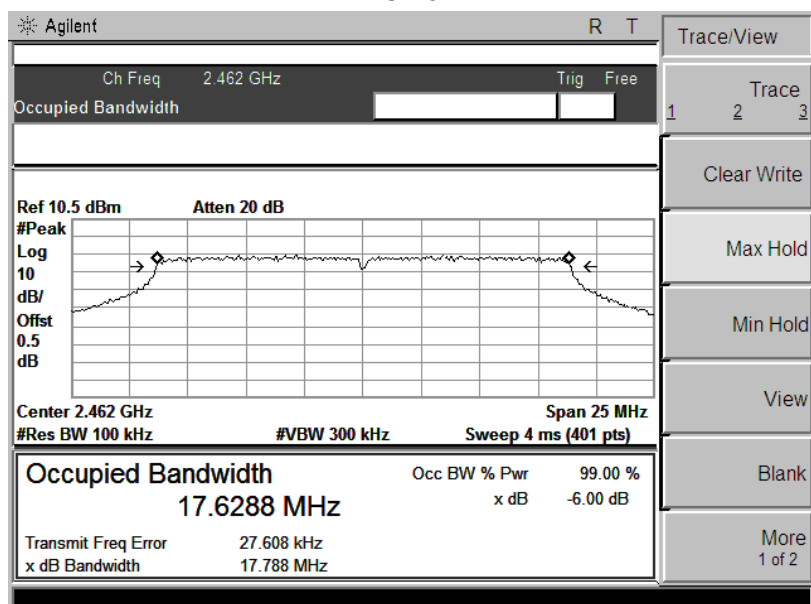 Agilent R T
Trace/View
Ch Freq 2.462 GHz Trig Free
Occupied Bandwidth
Trace
1 2 3
Clear Write
Max Hold
Min Hold
View
Blank
More
1 of 2
Ref 10.5 dBm Atten 20 dB
#Peak
Log
10
dB/
Offst
0.5
dB
Center 2.462 GHz Span 25 MHz
#Res BW 100 kHz #VBW 300 kHz Sweep 4 ms (401 pts)
Occupied Bandwidth
17.6288 MHz
Occ BW % Pwr 99.00 %
x dB -6.00 dB
Transmit Freq Error 27.608 kHz
x dB Bandwidth 17.788 MHz